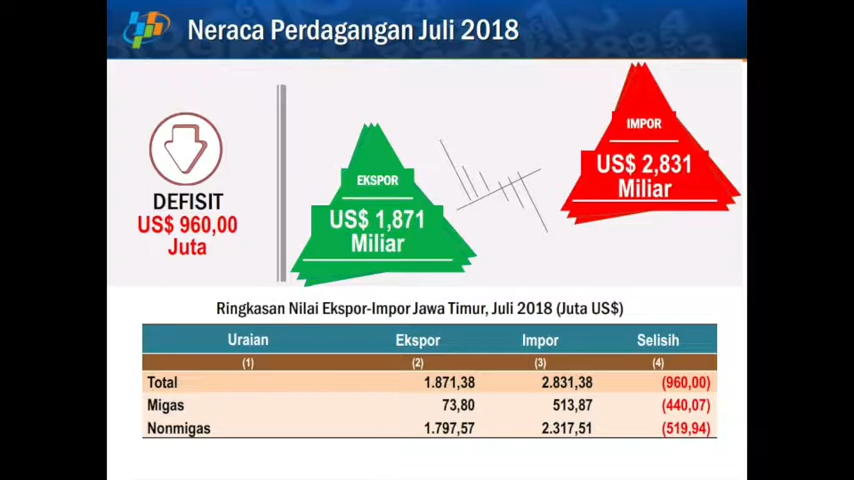 Neraca Perdagangan Juli 2018
DEFISIT
US$ 960,00
Juta
EKSPOR
US$ 1,871
Miliar
IMPOR
US$ 2,831
Miliar
Ringkasan Nilai Ekspor-Impor Jawa Timur, Juli 2018 (Juta US$)
Uraian Ekspor Impor Selisih
(1) (2) (3) (4)
Total 1.871,38 2.831,38 (960,00)
Migas 73,80 513,87 (440,07)
Nonmigas 1.797,57 2.317,51 (519,94)